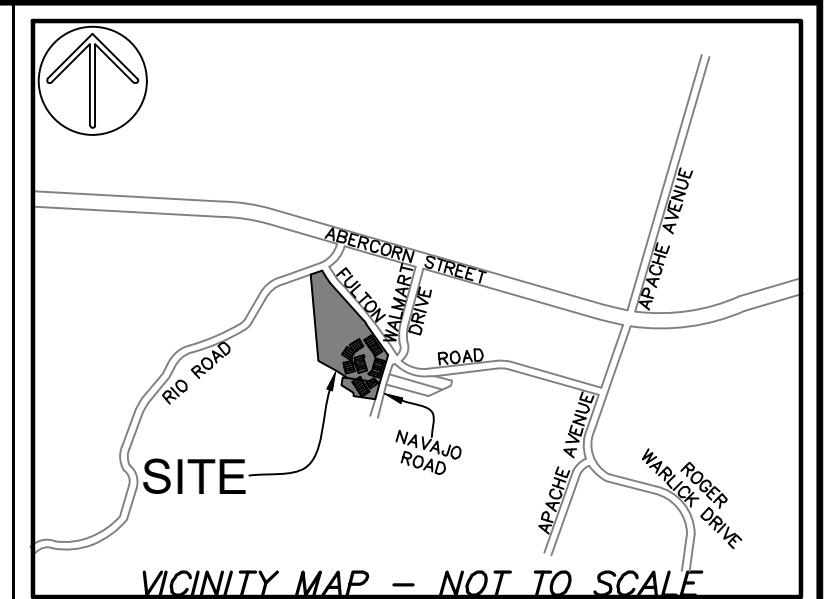 ABERCORN STREET
APACHE AVENUE
FULTON
WALMART
DRIVE
ROAD
RIO ROAD
NAVAJO
ROAD
SITE
APACHE AVENUE
ROGER
WARLICK DRIVE
VICINITY MAP - NOT TO SCALE